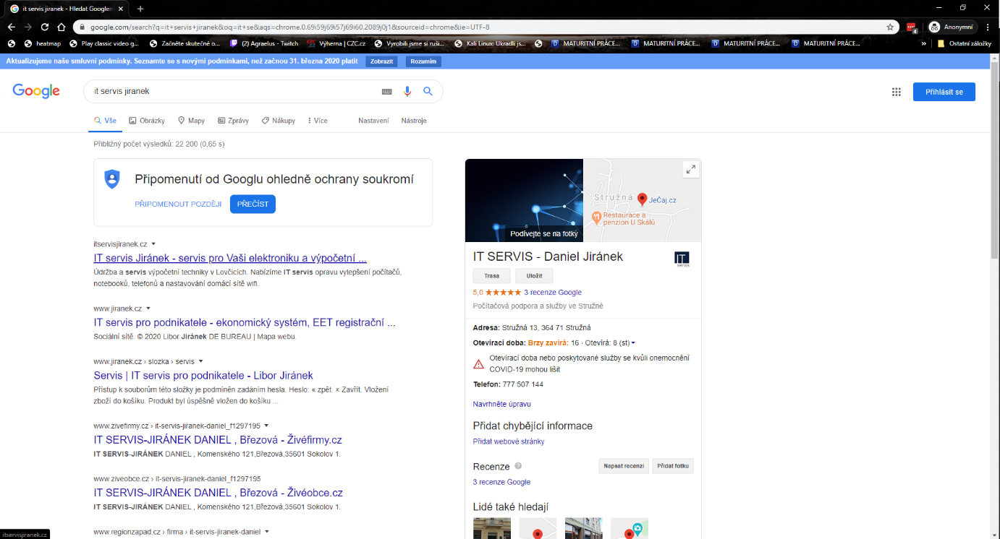 it servis jiranek - Hledat Googlem
google.com/search?q=it+servis+jiranek&oq=it+se&aqs=chrome.0.69i59j69i57j69i60.2089j0j1&sourceid=chrome&ie=UTF-8
4
Anonymní
heatmap
Play classic video g...
Začněte skutečné o...
(2) Agraelus - Twitch
CZC
Výherna | CZC.cz
Vyrobili jsme si ruši...
Kali Linux: Ukradli js...
MATURITNÍ PRÁCE...
MATURITNÍ PRÁCE...
MATURITNÍ PRÁCE...
MATURITNÍ PRÁCE...
»
Ostatní záložky
Aktualizujeme naše smluvní podmínky. Seznamte se s novými podmínkami, než začnou 31. března 2020 platit
Zobrazit
Rozumím
Google
it servis jiranek
Přihlásit se
Vše
Obrázky
Mapy
Zprávy
Nákupy
Více
Nastavení
Nástroje
Přibližný počet výsledků: 22 200 (0,65 s)
Připomenutí od Googlu ohledně ochrany soukromí
PŘIPOMENOUT POZDĚJI
PŘEČÍST
itservisjiranek.cz
IT servis Jiránek - servis pro Vaši elektroniku a výpočetní ...
Údržba a servis výpočetní techniky v Lovčicích. Nabízíme IT servis opravu vylepšení počítačů,
notebooků, telefonů a nastavování domácí sítě wifi.
www.jiranek.cz
IT servis pro podnikatele - ekonomický systém, EET registrační ...
Sociální sítě. © 2020 Libor Jiránek DE BUREAU | Mapa webu.
www.jiranek.cz › slozka › servis
Servis | IT servis pro podnikatele - Libor Jiránek
Přístup k souborům této složky je podmíněn zadáním hesla. Heslo: « zpět. × Zavřít. Vložení
zboží do košíku. Produkt byl úspěšně vložen do košíku ...
www.zivefirmy.cz › it-servis-jiranek-daniel_f1297195
IT SERVIS-JIRÁNEK DANIEL , Březová - Živéfirmy.cz
IT SERVIS-JIRÁNEK DANIEL , Komenského 121,Březová,35601 Sokolov 1.
www.ziveobce.cz › it-servis-jiranek-daniel_f1297195
IT SERVIS-JIRÁNEK DANIEL , Březová - Živéobce.cz
IT SERVIS-JIRÁNEK DANIEL , Komenského 121,Březová,35601 Sokolov 1.
www.regionzapad.cz › firma › it-servis-jiranek-daniel
itservisjiranek.cz
Podívejte se na fotky
Stružná
JeČaj.cz
Restaurace a
penzion U Skálů
IT SERVIS - Daniel Jiránek
IT
servis
Trasa
Uložit
5,0
3 recenze Google
Počítačová podpora a služby ve Stružné
Adresa: Stružná 13, 364 71 Stružná
Otevírací doba: Brzy zavírá: 16 · Otevírá: 8 (st)
Otevírací doba nebo poskytované služby se kvůli onemocnění
COVID-19 mohou lišit
Telefon: 777 507 144
Navrhněte úpravu
Přidat chybějící informace
Přidat webové stránky
Recenze
Napsat recenzi
Přidat fotku
3 recenze Google
Lidé také hledají